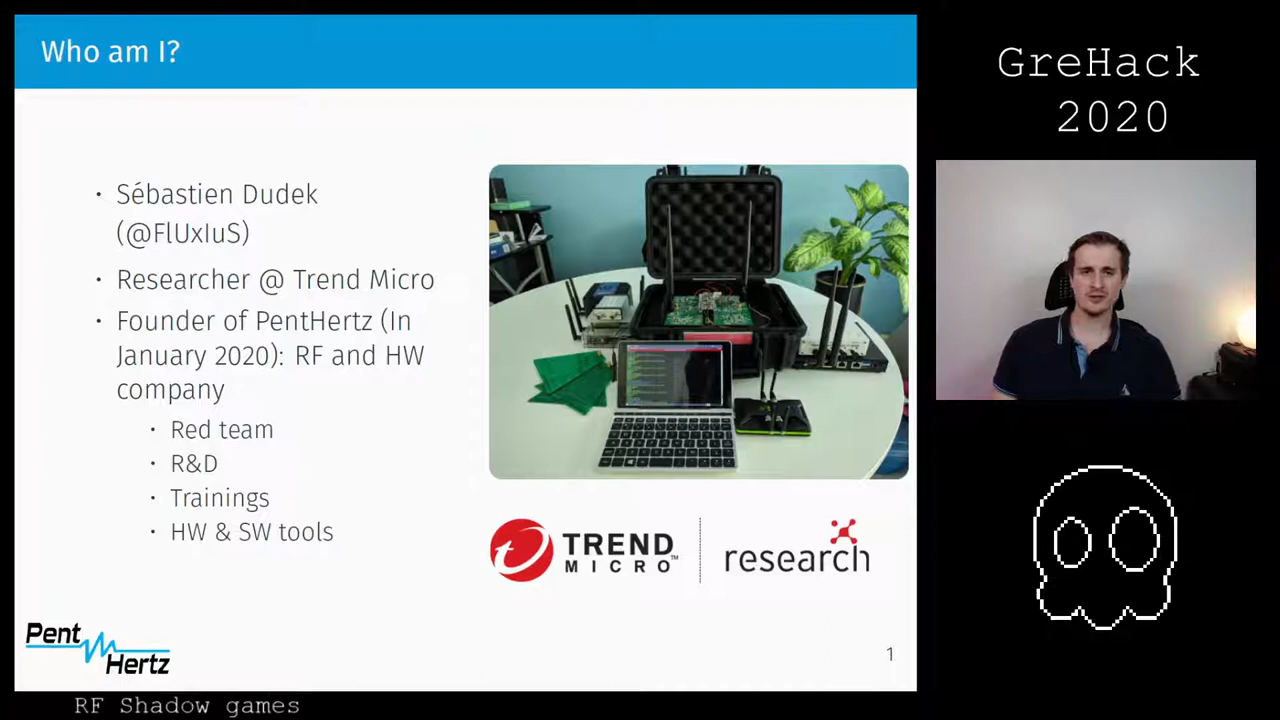 Who am I?
GreHack
2020
· Sébastien Dudek
(@FlUxIuS)
· Researcher @ Trend Micro
· Founder of PentHertz (In
January 2020): RF and HW
company
· Red team
· R&D
· Trainings
· HW & SW tools
TREND
MICRO™
research
Pent
Hertz
1
RF Shadow games